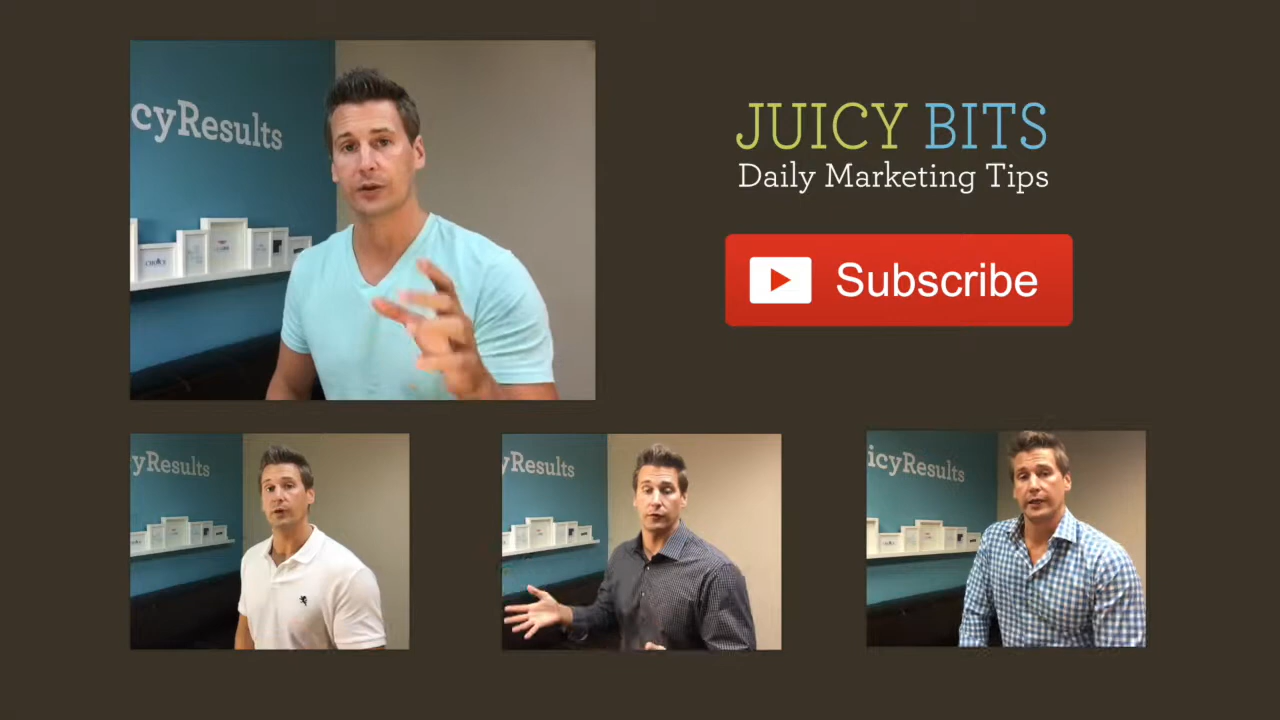 cyResults
JUICY BITS
Daily Marketing Tips
Subscribe
yResults
yResults
icyResults